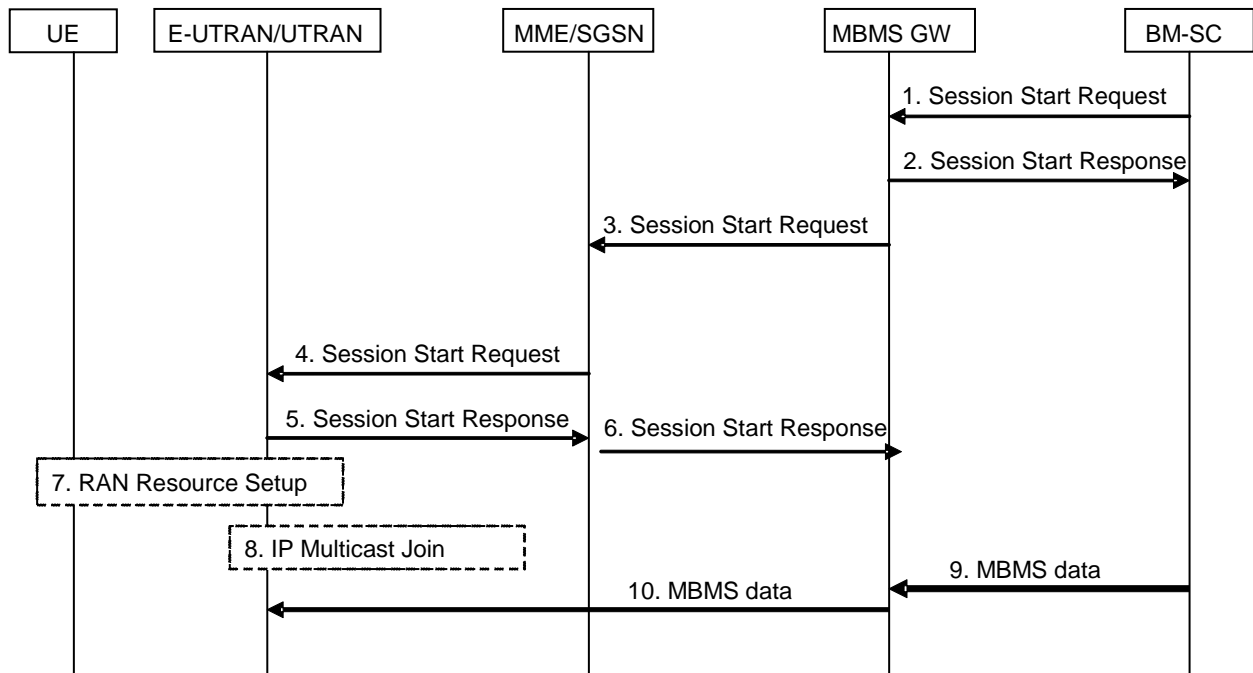 UE
E-UTRAN/UTRAN
MME/SGSN
MBMS GW
BM-SC
1. Session Start Request
2. Session Start Response
3. Session Start Request
4. Session Start Request
5. Session Start Response
6. Session Start Response
7. RAN Resource Setup
8. IP Multicast Join
9. MBMS data
10. MBMS data